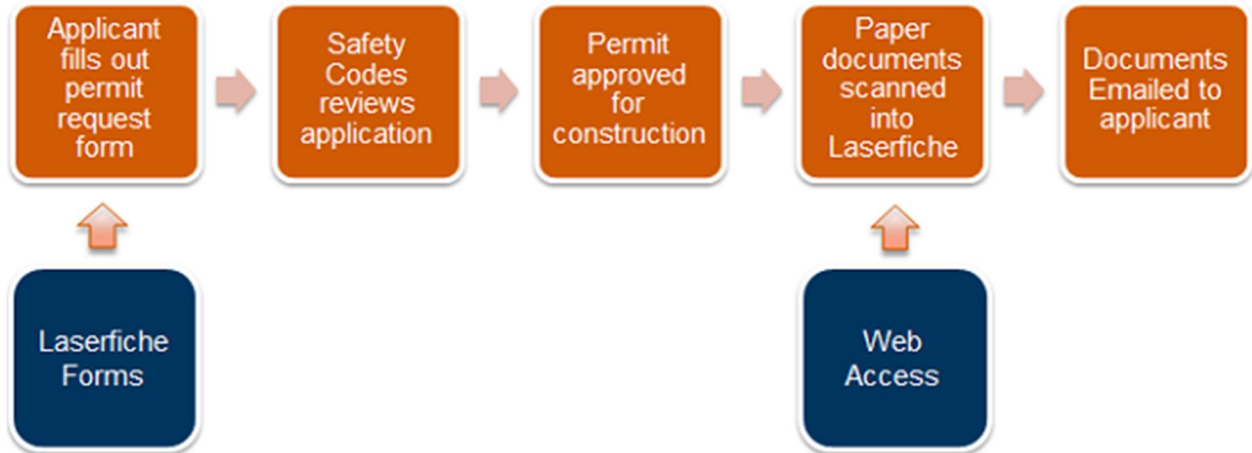 Applicant
fills out
permit
request
form
Safety
Codes
reviews
application
Permit
approved
for
construction
Paper
documents
scanned
into
Laserfiche
Documents
Emailed to
applicant
Laserfiche
Forms
Web
Access